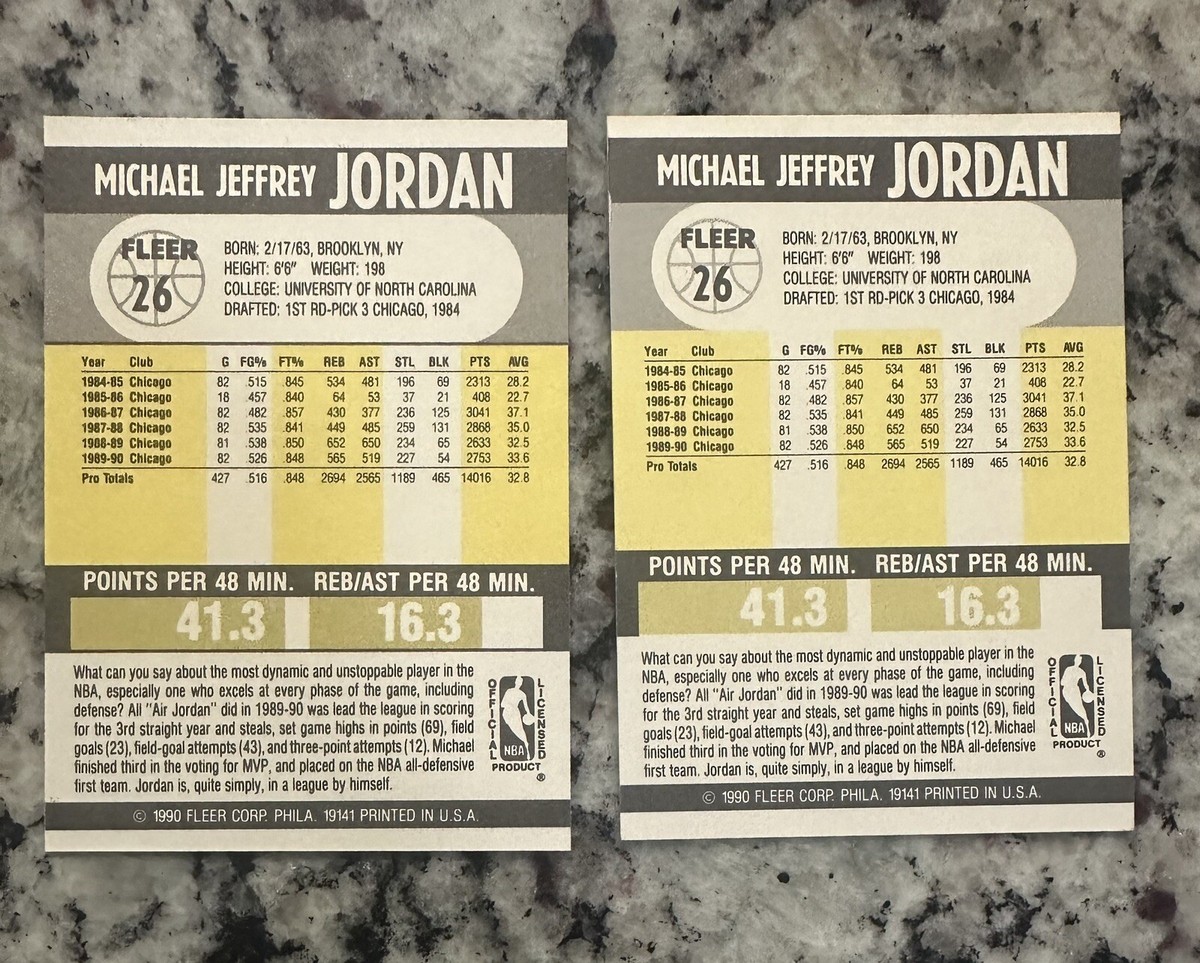 MICHAEL JEFFREY JORDAN
FLEER
26
BORN: 2/17/63, BROOKLYN, NY
HEIGHT: 6'6" WEIGHT: 198
COLLEGE: UNIVERSITY OF NORTH CAROLINA
DRAFTED: 1ST RD-PICK 3 CHICAGO, 1984
Year Club G FG% FT% REB AST STL BLK PTS AVG
1984-85 Chicago 82 .515 .845 534 481 196 69 2313 28.2
1985-86 Chicago 18 .457 .840 64 53 37 21 408 22.7
1986-87 Chicago 82 .482 .857 430 377 236 125 3041 37.1
1987-88 Chicago 82 .535 .841 449 485 259 131 2868 35.0
1988-89 Chicago 81 .538 .850 652 650 234 65 2633 32.5
1989-90 Chicago 82 .526 .848 565 519 227 54 2753 33.6
Pro Totals 427 .516 .848 2694 2565 1189 465 14016 32.8
POINTS PER 48 MIN. REB/AST PER 48 MIN.
41.3 16.3
What can you say about the most dynamic and unstoppable player in the
NBA, especially one who excels at every phase of the game, including
defense? All "Air Jordan" did in 1989-90 was lead the league in scoring
for the 3rd straight year and steals, set game highs in points (69), field
goals (23), field-goal attempts (43), and three-point attempts (12). Michael
finished third in the voting for MVP, and placed on the NBA all-defensive
first team. Jordan is, quite simply, in a league by himself.
OFFICIAL
NBA
LICENSED
PRODUCT
®
© 1990 FLEER CORP. PHILA. 19141 PRINTED IN U.S.A.
MICHAEL JEFFREY JORDAN
FLEER
26
BORN: 2/17/63, BROOKLYN, NY
HEIGHT: 6'6" WEIGHT: 198
COLLEGE: UNIVERSITY OF NORTH CAROLINA
DRAFTED: 1ST RD-PICK 3 CHICAGO, 1984
Year Club G FG% FT% REB AST STL BLK PTS AVG
1984-85 Chicago 82 .515 .845 534 481 196 69 2313 28.2
1985-86 Chicago 18 .457 .840 64 53 37 21 408 22.7
1986-87 Chicago 82 .482 .857 430 377 236 125 3041 37.1
1987-88 Chicago 82 .535 .841 449 485 259 131 2868 35.0
1988-89 Chicago 81 .538 .850 652 650 234 65 2633 32.5
1989-90 Chicago 82 .526 .848 565 519 227 54 2753 33.6
Pro Totals 427 .516 .848 2694 2565 1189 465 14016 32.8
POINTS PER 48 MIN. REB/AST PER 48 MIN.
41.3 16.3
What can you say about the most dynamic and unstoppable player in the
NBA, especially one who excels at every phase of the game, including
defense? All "Air Jordan" did in 1989-90 was lead the league in scoring
for the 3rd straight year and steals, set game highs in points (69), field
goals (23), field-goal attempts (43), and three-point attempts (12). Michael
finished third in the voting for MVP, and placed on the NBA all-defensive
first team. Jordan is, quite simply, in a league by himself.
OFFICIAL
NBA
LICENSED
PRODUCT
®
© 1990 FLEER CORP. PHILA. 19141 PRINTED IN U.S.A.